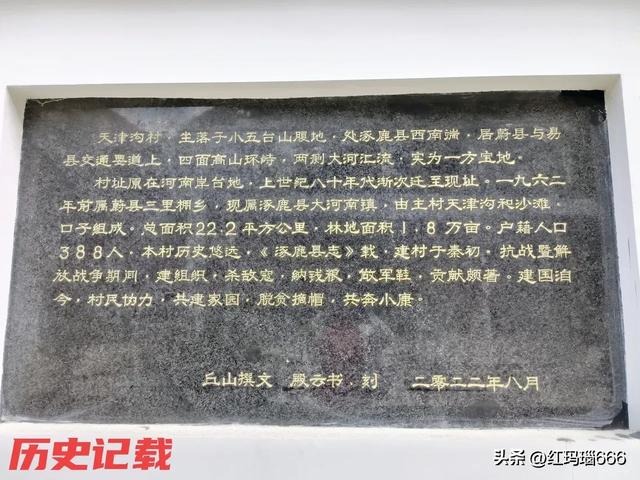 天津沟村，坐落于小五台山腹地，处涿鹿县西南端，居蔚县与易
县交通要道上，四面高山环峙，两侧大河汇流，实为一方宝地。
村址原在河南岸台地，上世纪八十年代渐次迁至现址。一九六二
年前属蔚县三里棚乡，现属涿鹿县大河南镇，由主村天津沟和沙滩，
口子组成，总面积22.2平方公里，林地面积1.8万亩。户籍人口
388人，本村历史悠远，《涿鹿县志》载，建村于秦初，抗战暨解
放战争期间，建组织，杀敌寇，纳钱粮，做军鞋，贡献颇著。建国泊
今，村民协力，共建家园，脱贫摘帽，共奔小康。
丘山撰文 殿云书，刻 二零二二年八月
历史记载
头条 @红玛瑙666